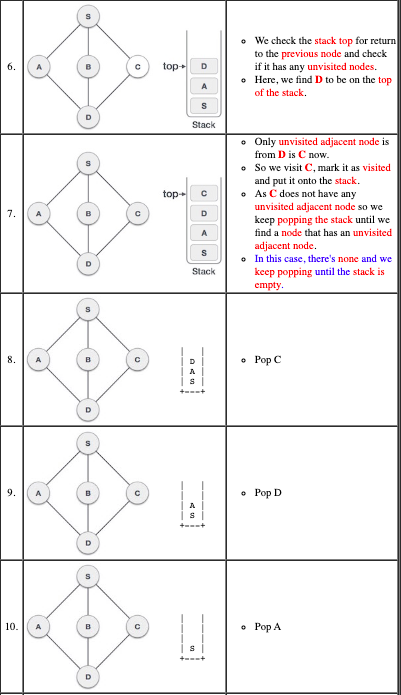 6.
S
A
B
C
D
top→
D
A
S
Stack
We check the stack top for return
to the previous node and check
if it has any unvisited nodes.
Here, we find D to be on the top
of the stack.
7.
S
A
B
C
D
top→
C
D
A
S
Stack
Only unvisited adjacent node is
from D is C now.
So we visit C, mark it as visited
and put it onto the stack.
As C does not have any
unvisited adjacent node so we
keep popping the stack until we
find a node that has an unvisited
adjacent node.
In this case, there's none and we
keep popping until the stack is
empty.
8.
S
A
B
C
D
| |
| D |
| A |
| S |
+---+
Pop C
9.
S
A
B
C
D
| |
| |
| A |
| S |
+---+
Pop D
10.
S
A
B
C
D
| |
| |
| |
| S |
+---+
Pop A